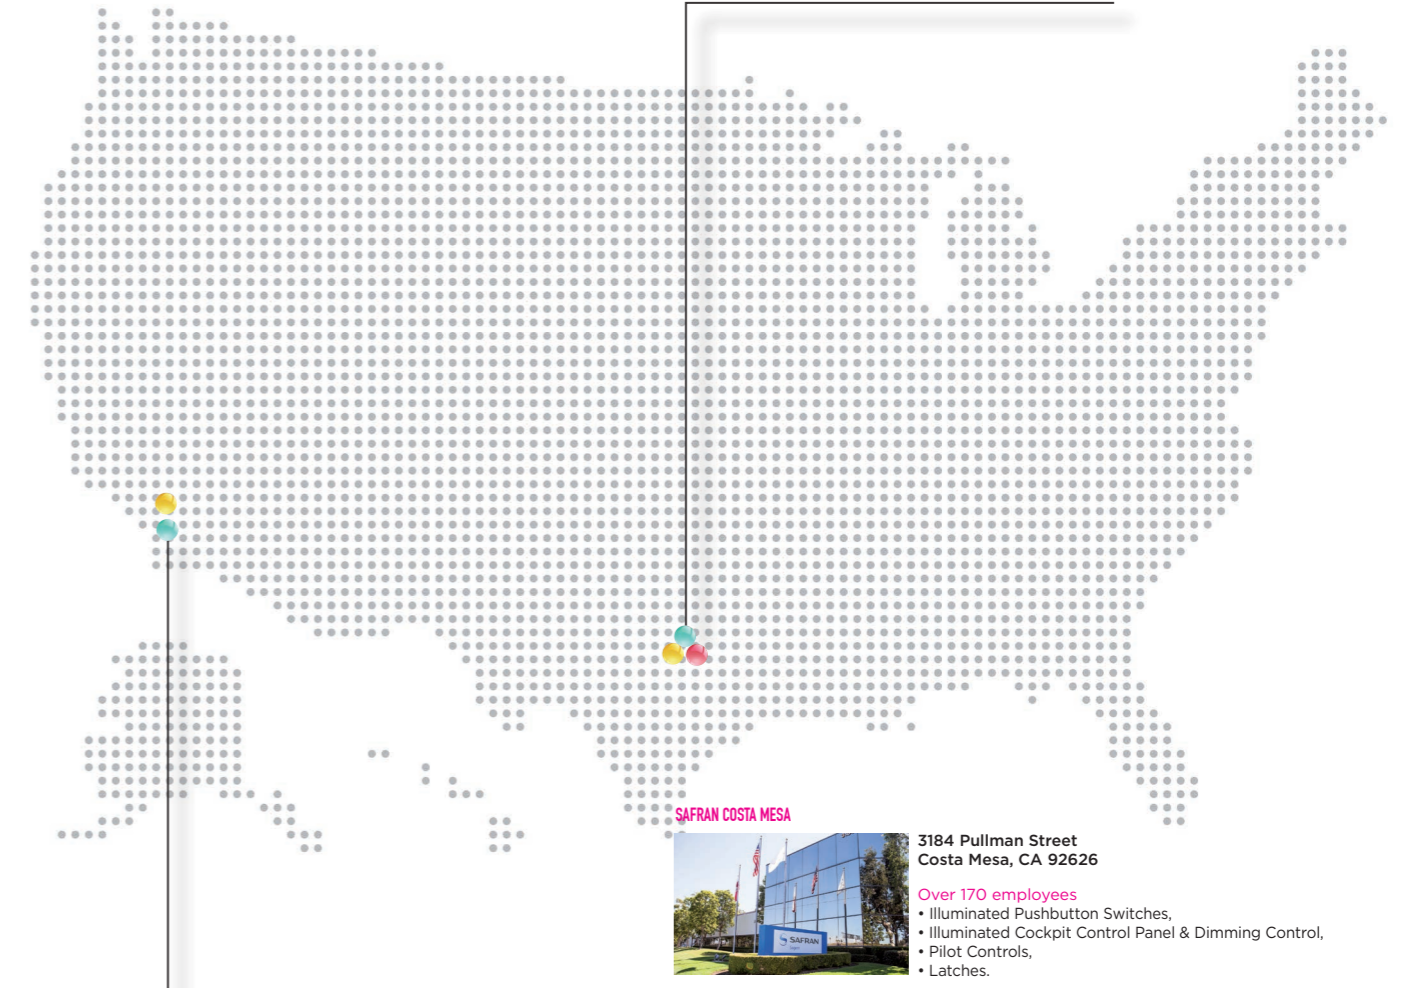 SAFRAN COSTA MESA
SAFRAN
3184 Pullman Street
Costa Mesa, CA 92626
Over 170 employees
• Illuminated Pushbutton Switches,
• Illuminated Cockpit Control Panel & Dimming Control,
• Pilot Controls,
• Latches.